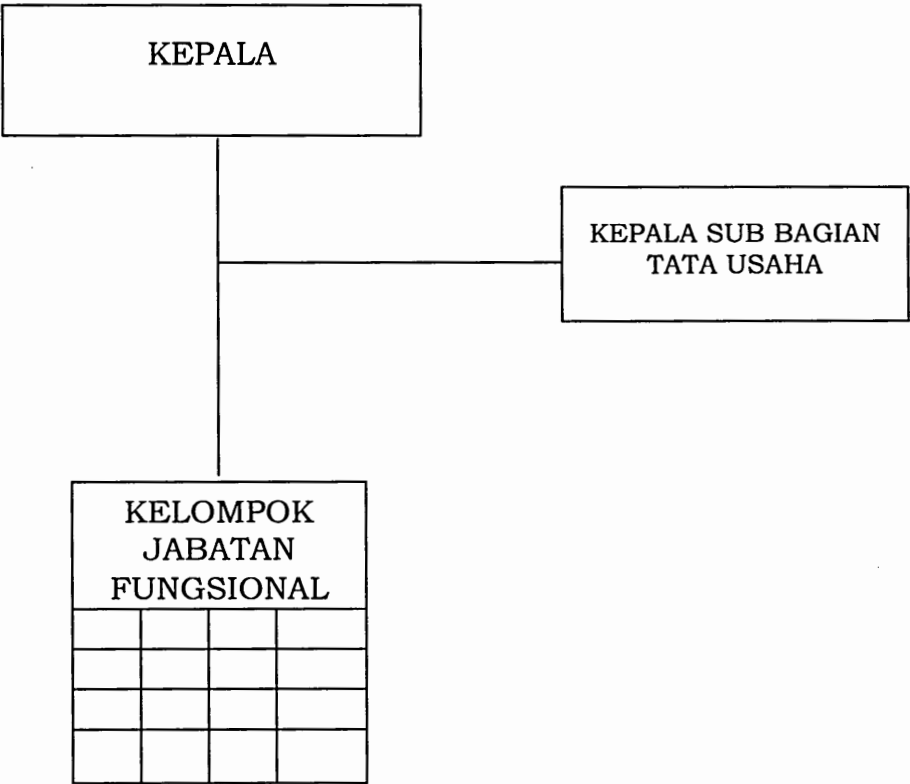 KEPALA
KEPALA SUB BAGIAN
TATA USAHA
KELOMPOK
JABATAN
FUNGSIONAL